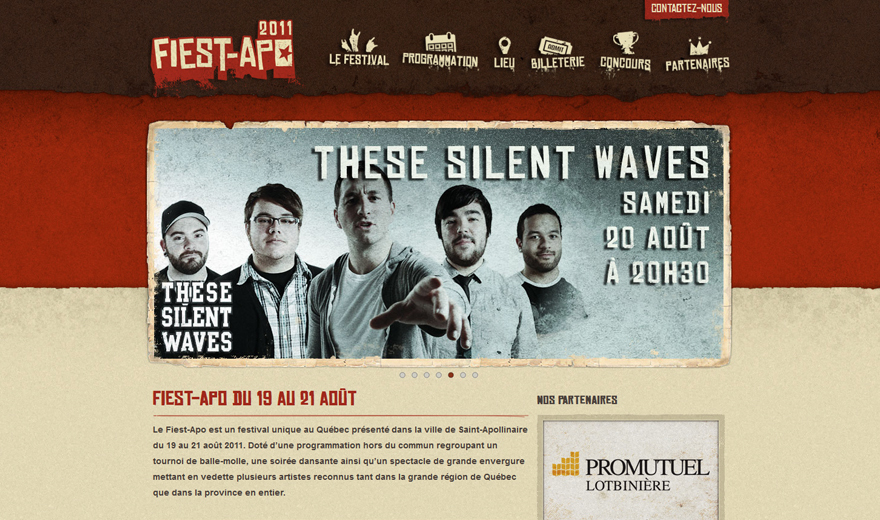 CONTACTEZ-NOUS
2011
FIEST-APO
LE FESTIVAL
PROGRAMMATION
LIEU
ADMIT
BILLETERIE
CONCOURS
PARTENAIRES
THESE SILENT WAVES
SAMEDI
20 AOÛT
À 20H30
THESE
SILENT
WAVES
FIEST-APO DU 19 AU 21 AOÛT
Le Fiest-Apo est un festival unique au Québec présenté dans la ville de Saint-Apollinaire
du 19 au 21 août 2011. Doté d'une programmation hors du commun regroupant un
tournoi de balle-molle, une soirée dansante ainsi qu'un spectacle de grande envergure
mettant en vedette plusieurs artistes reconnus tant dans la grande région de Québec
que dans la province en entier.
NOS PARTENAIRES
PROMUTUEL
LOTBINIÈRE